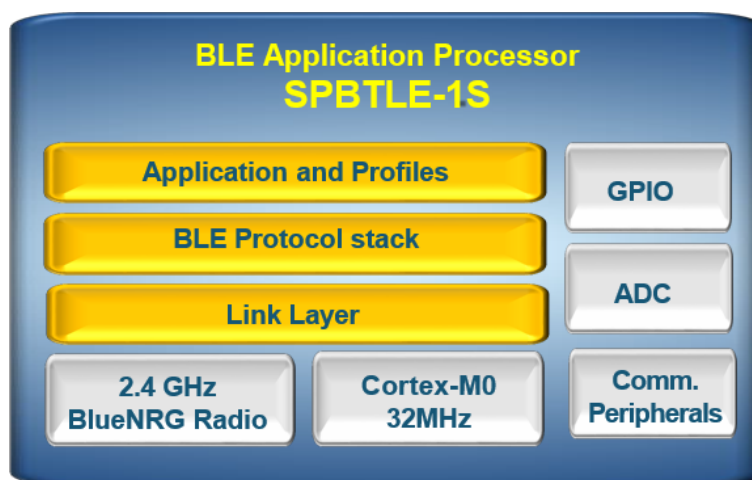 BLE Application Processor
SPBTLE-1S
Application and Profiles
BLE Protocol stack
Link Layer
2.4 GHz
BlueNRG Radio
Cortex-M0
32MHz
GPIO
ADC
Comm.
Peripherals